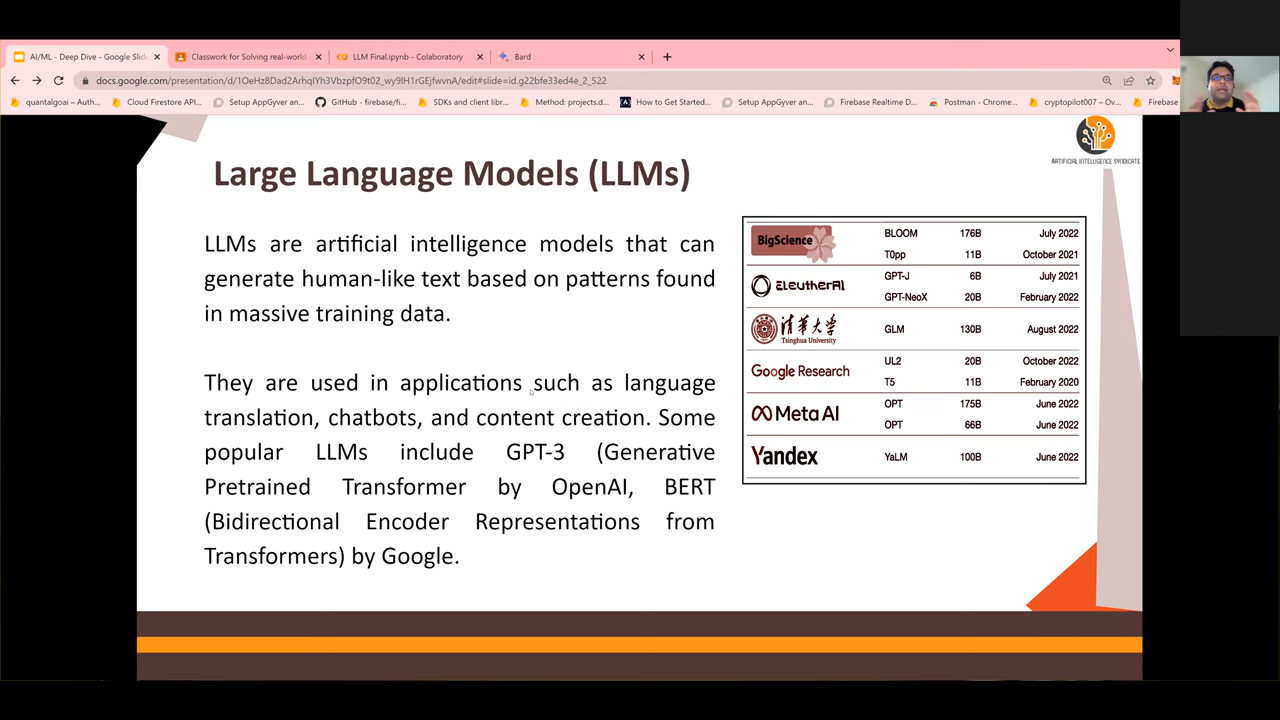 AI/ML - Deep Dive - Google Slid
Classwork for Solving real-world
LLM Final.ipynb - Colaboratory
Bard
docs.google.com/presentation/d/1OeHz8Dad2ArhqIYh3VbzpfO9t02_wy9lH1rGEjfwvnA/edit#slide=id.g22bfe33ed4e_2_522
quantalgoai – Auth...
Cloud Firestore API...
Setup AppGyver an...
GitHub - firebase/fi...
SDKs and client libr...
Method: projects.d...
How to Get Started...
Setup AppGyver an...
Firebase Realtime D...
Postman - Chrome...
cryptopilot007 – Ov...
Firebase
ARTIFICIAL INTELLIGENCE SYNDICATE
Large Language Models (LLMs)
LLMs are artificial intelligence models that can
generate human-like text based on patterns found
in massive training data.
They are used in applications such as language
translation, chatbots, and content creation. Some
popular LLMs include GPT-3 (Generative
Pretrained Transformer by OpenAI, BERT
(Bidirectional Encoder Representations from
Transformers) by Google.
BigScience BLOOM 176B July 2022
T0pp 11B October 2021
EleutherAI GPT-J 6B July 2021
GPT-NeoX 20B February 2022
清華大学 Tsinghua University GLM 130B August 2022
Google Research UL2 20B October 2022
T5 11B February 2020
Meta AI OPT 175B June 2022
OPT 66B June 2022
Yandex YaLM 100B June 2022